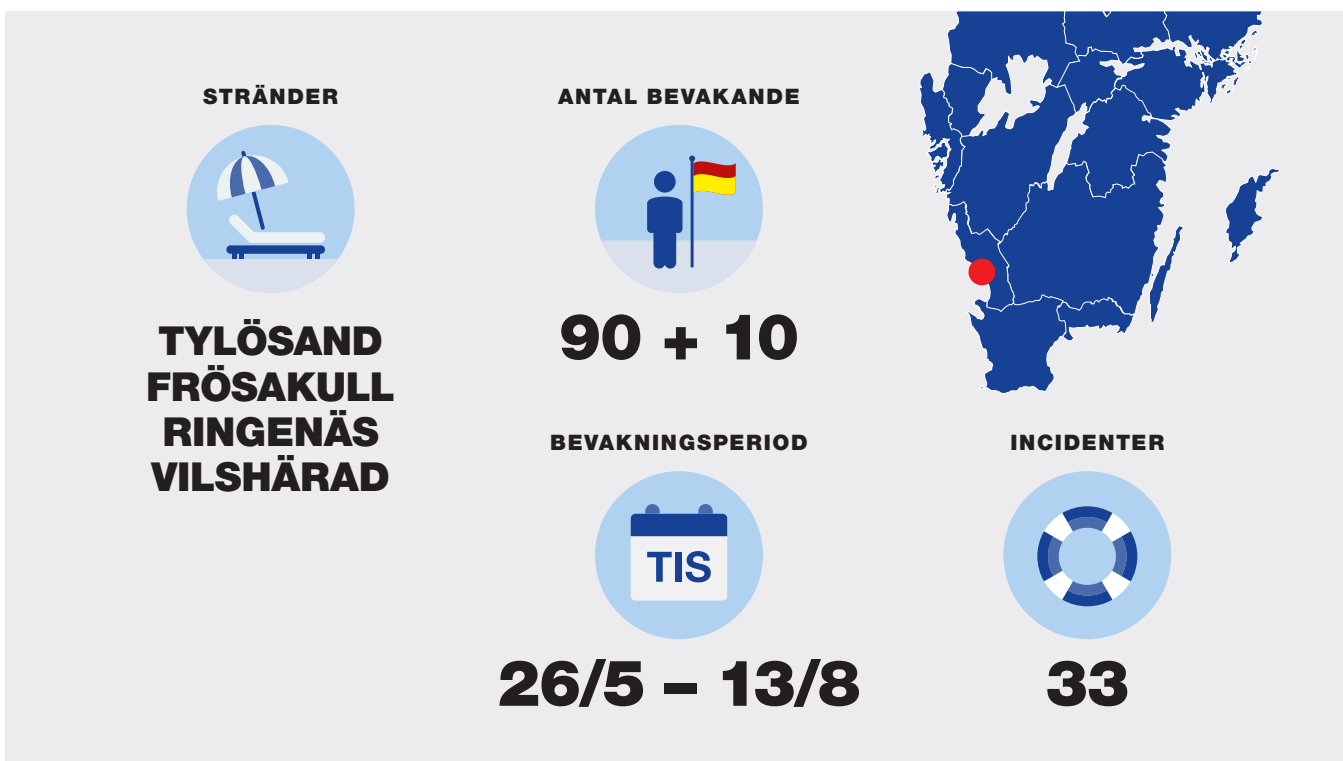 STRÄNDER
TYLÖSAND
FRÖSAKULL
RINGENÄS
VILSHÄRAD
ANTAL BEVAKANDE
90 + 10
BEVAKNINGSPERIOD
TIS
26/5 – 13/8
INCIDENTER
33